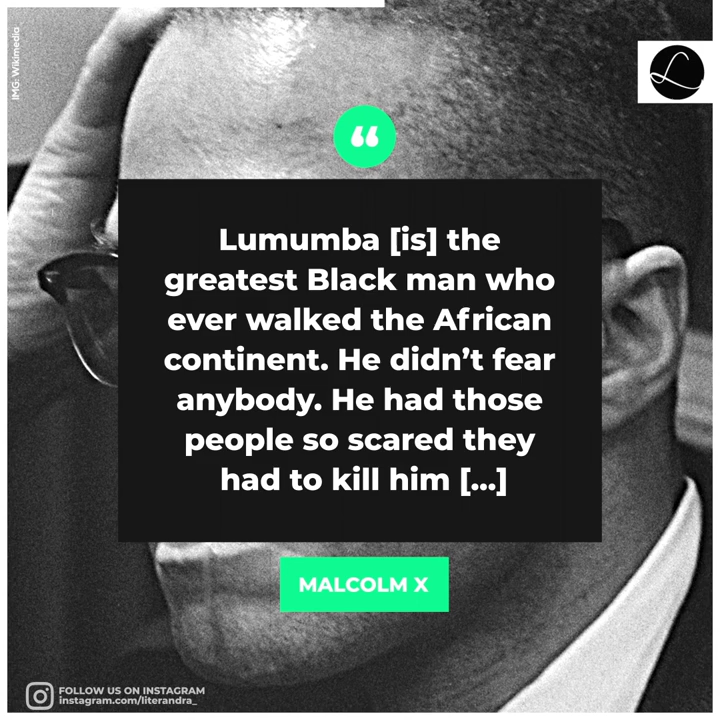 IMG: Wikimedia
L
“
Lumumba [is] the
greatest Black man who
ever walked the African
continent. He didn’t fear
anybody. He had those
people so scared they
had to kill him [...]
MALCOLM X
FOLLOW US ON INSTAGRAM
instagram.com/literandra_